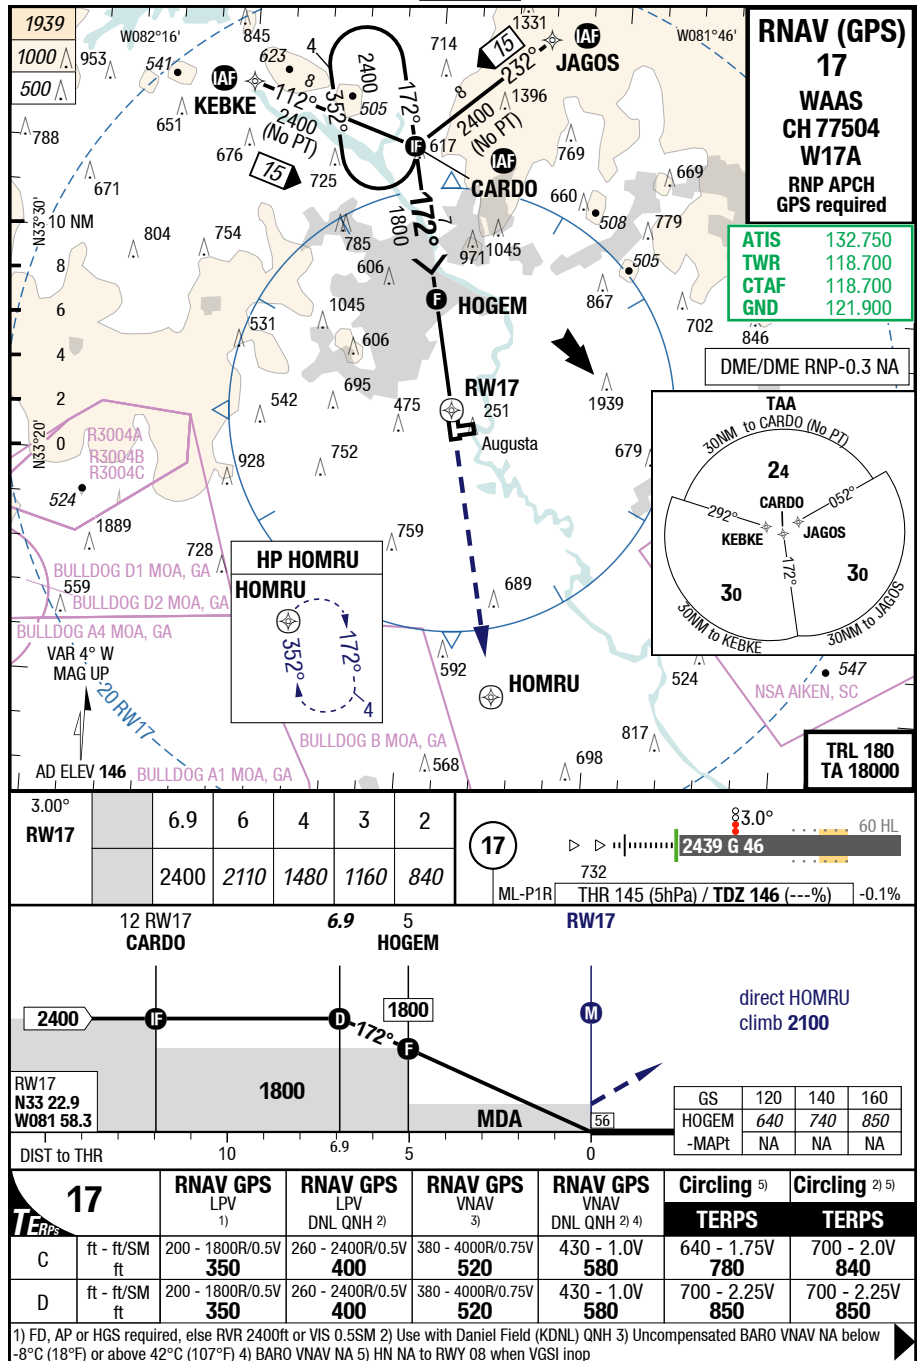 1939
1000
500
W082°16'
W081°46'
RNAV (GPS)
17
WAAS
CH 77504
W17A
RNP APCH
GPS required
ATIS 132.750
TWR 118.700
CTAF 118.700
GND 121.900
DME/DME RNP-0.3 NA
953
541
845
623
4
8
2400
714
1331
15
232°
IAF
JAGOS
IAF
KEBKE
112°
352°
172°
505
2400
(No PT)
8
2400
(No PT)
1396
788
651
676
15
725
IF
617
IAF
CARDO
769
669
671
N33°30'
10 NM
804
754
785
606
172°
7
1800
971
1045
660
508
779
505
8
6
4
2
0
1045
606
531
F
HOGEM
867
702
846
695
542
475
RW17
251
Augusta
1939
679
N33°20'
R3004A
R3004B
R3004C
524
928
752
1889
728
759
689
TAA
30NM to CARDO (No PT)
24
CARDO
292°
052°
KEBKE
JAGOS
172°
30
30
30NM to KEBKE
30NM to JAGOS
BULLDOG D1 MOA, GA
559
BULLDOG D2 MOA, GA
BULLDOG A4 MOA, GA
HP HOMRU
HOMRU
352°
172°
4
592
HOMRU
524
547
NSA AIKEN, SC
VAR 4° W
MAG UP
20 RW17
AD ELEV 146
BULLDOG A1 MOA, GA
BULLDOG B MOA, GA
568
698
817
TRL 180
TA 18000
3.00°
RW17
6.9 6 4 3 2
2400 2110 1480 1160 840
17
3.0°
60 HL
2439 G 46
732
ML-P1R
THR 145 (5hPa) / TDZ 146 (---%)
-0.1%
12 RW17
CARDO
6.9
5
HOGEM
RW17
2400
IF
D
172°
1800
F
M
direct HOMRU
climb 2100
1800
MDA
56
RW17
N33 22.9
W081 58.3
DIST to THR
10
6.9
5
0
GS 120 140 160
HOGEM 640 740 850
-MAPt NA NA NA
TERPs
17
RNAV GPS LPV 1)
RNAV GPS LPV DNL QNH 2)
RNAV GPS VNAV 3)
RNAV GPS VNAV DNL QNH 2) 4)
Circling 5) TERPS
Circling 2) 5) TERPS
C ft - ft/SM 200 - 1800R/0.5V 260 - 2400R/0.5V 380 - 4000R/0.75V 430 - 1.0V 640 - 1.75V 700 - 2.0V
ft 350 400 520 580 780 840
D ft - ft/SM 200 - 1800R/0.5V 260 - 2400R/0.5V 380 - 4000R/0.75V 430 - 1.0V 700 - 2.25V 700 - 2.25V
ft 350 400 520 580 850 850
1) FD, AP or HGS required, else RVR 2400ft or VIS 0.5SM 2) Use with Daniel Field (KDNL) QNH 3) Uncompensated BARO VNAV NA below
-8°C (18°F) or above 42°C (107°F) 4) BARO VNAV NA 5) HN NA to RWY 08 when VGSI inop